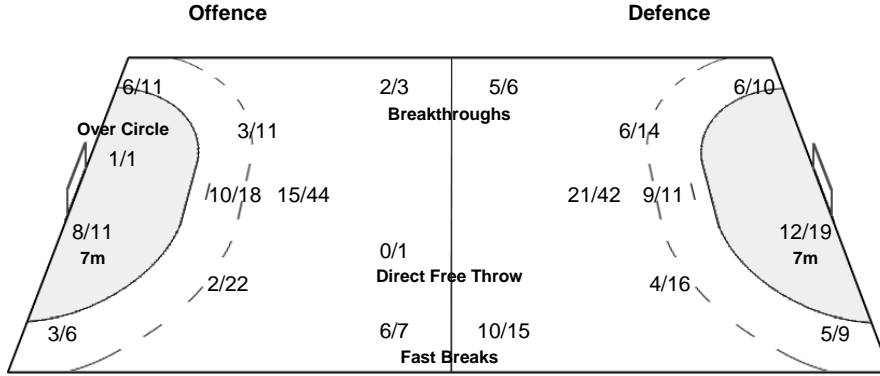 Offence Defence
6/11 2/3 5/6 6/10
Breakthroughs
Over Circle 3/11 6/14
1/1
10/18 15/44 21/42 9/11
8/11 12/19
0/1
7m 7m
Direct Free Throw
2/22 4/16
3/6 6/7 10/15 5/9
Fast Breaks